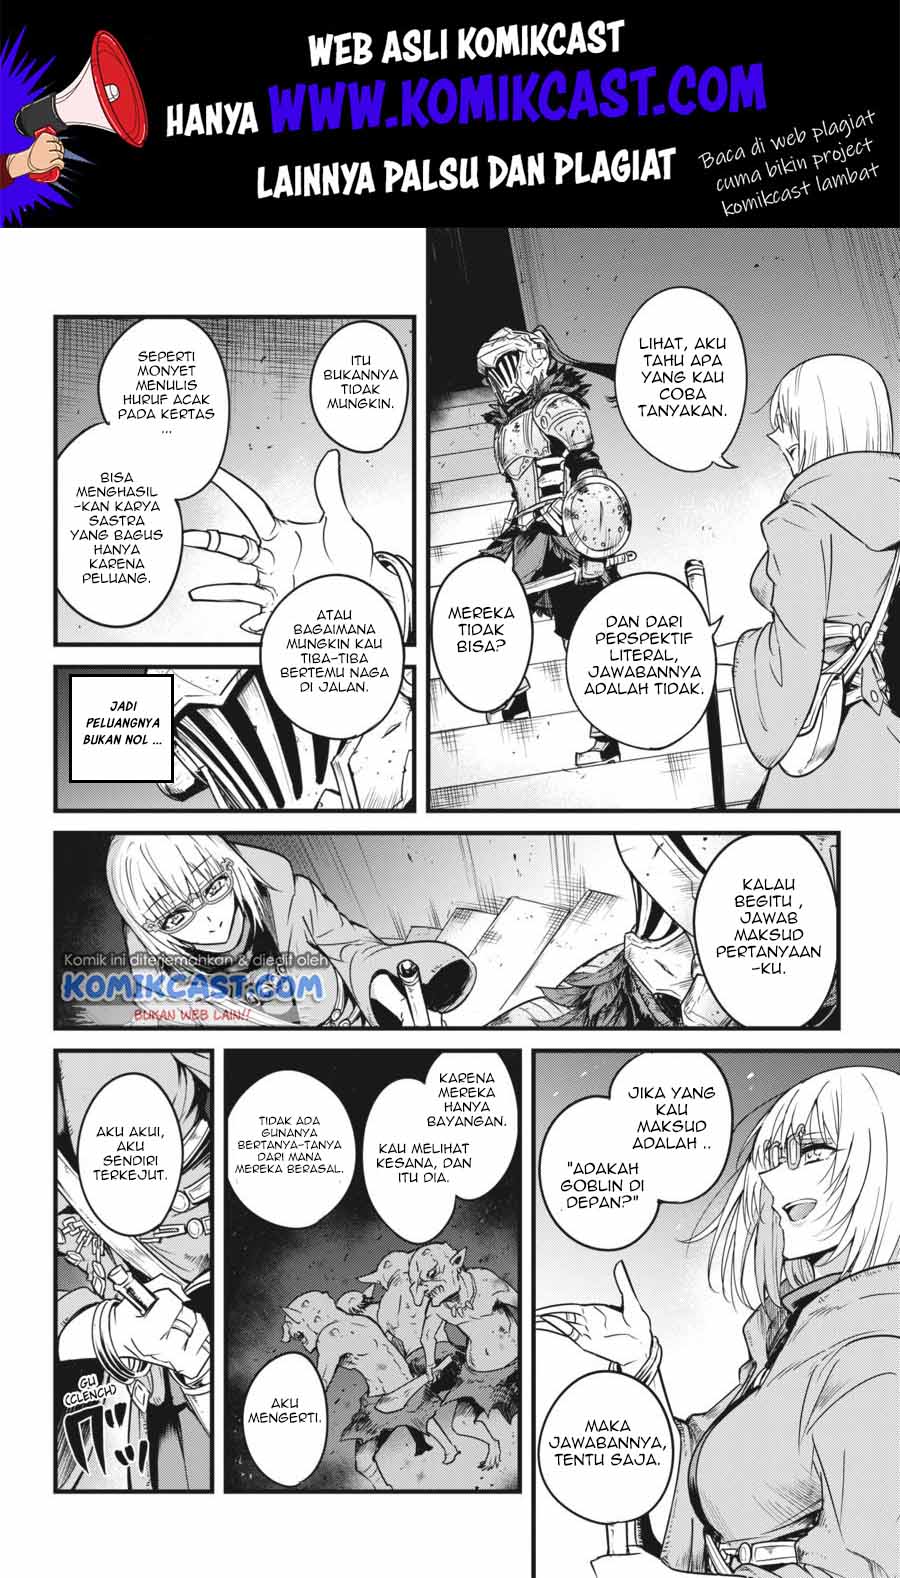 WEB ASLI KOMIKCAST
HANYA WWW.KOMIKCAST.COM
LAINNYA PALSU DAN PLAGIAT
Baca di web plagiat
cuma bikin project
komikcast lambat
LIHAT, AKU
TAHU APA
YANG KAU
COBA
TANYAKAN.
DAN DARI
PERSPEKTIF
LITERAL,
JAWABANNYA
ADALAH TIDAK.
MEREKA
TIDAK
BISA?
ITU
BUKANNYA
TIDAK
MUNGKIN.
SEPERTI
MONYET
MENULIS
HURUF ACAK
PADA KERTAS
...
BISA
MENGHASIL
-KAN KARYA
SASTRA
YANG BAGUS
HANYA
KARENA
PELUANG.
ATAU
BAGAIMANA
MUNGKIN KAU
TIBA-TIBA
BERTEMU NAGA
DI JALAN.
JADI
PELUANGNYA
BUKAN NOL ...
KALAU
BEGITU ,
JAWAB
MAKSUD
PERTANYAAN
-KU.
Komik ini diterjemahkan & diedit oleh
KOMIKCAST.COM
BUKAN WEB LAIN!!
JIKA YANG
KAU
MAKSUD
ADALAH ..
"ADAKAH
GOBLIN DI
DEPAN?"
MAKA
JAWABANNYA,
TENTU SAJA.
KARENA
MEREKA
HANYA
BAYANGAN.
KAU MELIHAT
KESANA, DAN
ITU DIA.
TIDAK ADA
GUNANYA
BERTANYA-TANYA
DARI MANA
MEREKA BERASAL.
AKU
MENGERTI.
AKU AKUI,
AKU
SENDIRI
TERKEJUT.
GU
(CLENCH)
グッ